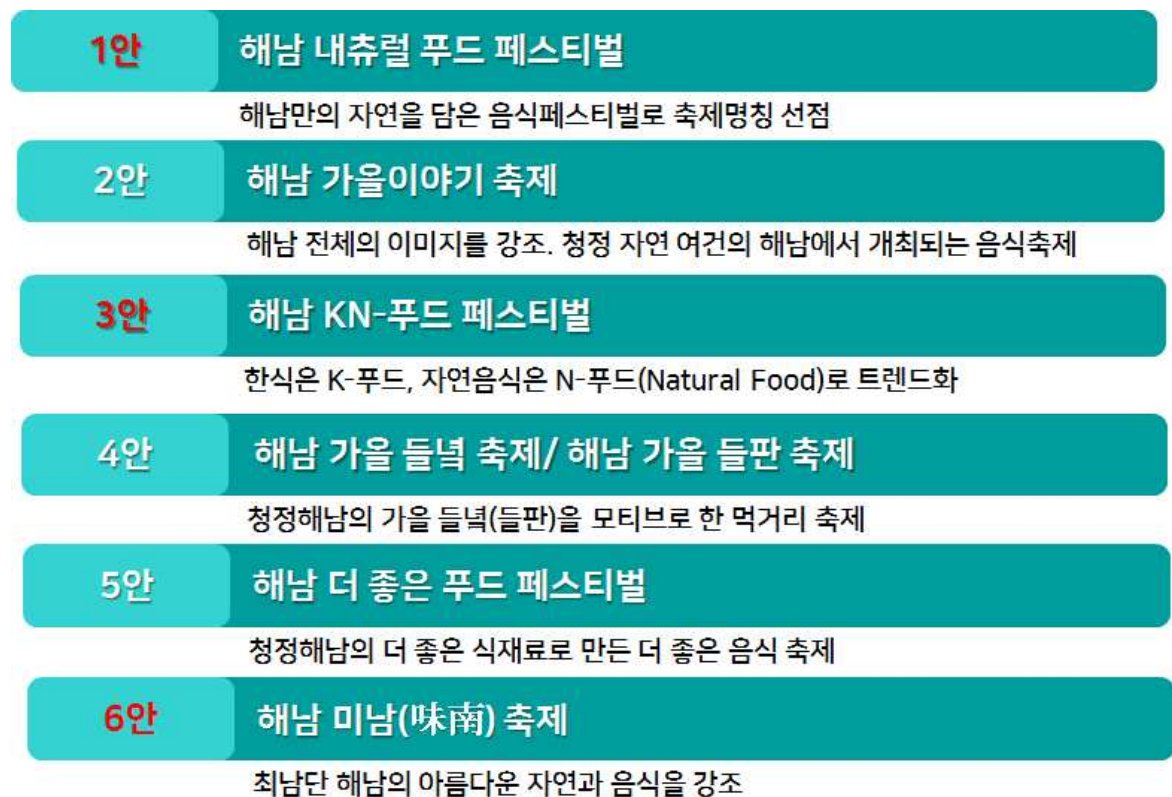 1안 해남 내츄럴 푸드 페스티벌
해남만의 자연을 담은 음식페스티벌로 축제명칭 선점
2안 해남 가을이야기 축제
해남 전체의 이미지를 강조. 청정 자연 여건의 해남에서 개최되는 음식축제
3안 해남 KN-푸드 페스티벌
한식은 K-푸드, 자연음식은 N-푸드(Natural Food)로 트렌드화
4안 해남 가을 들녘 축제/ 해남 가을 들판 축제
청정해남의 가을 들녘(들판)을 모티브로 한 먹거리 축제
5안 해남 더 좋은 푸드 페스티벌
청정해남의 더 좋은 식재료로 만든 더 좋은 음식 축제
6안 해남 미남(味南) 축제
최남단 해남의 아름다운 자연과 음식을 강조